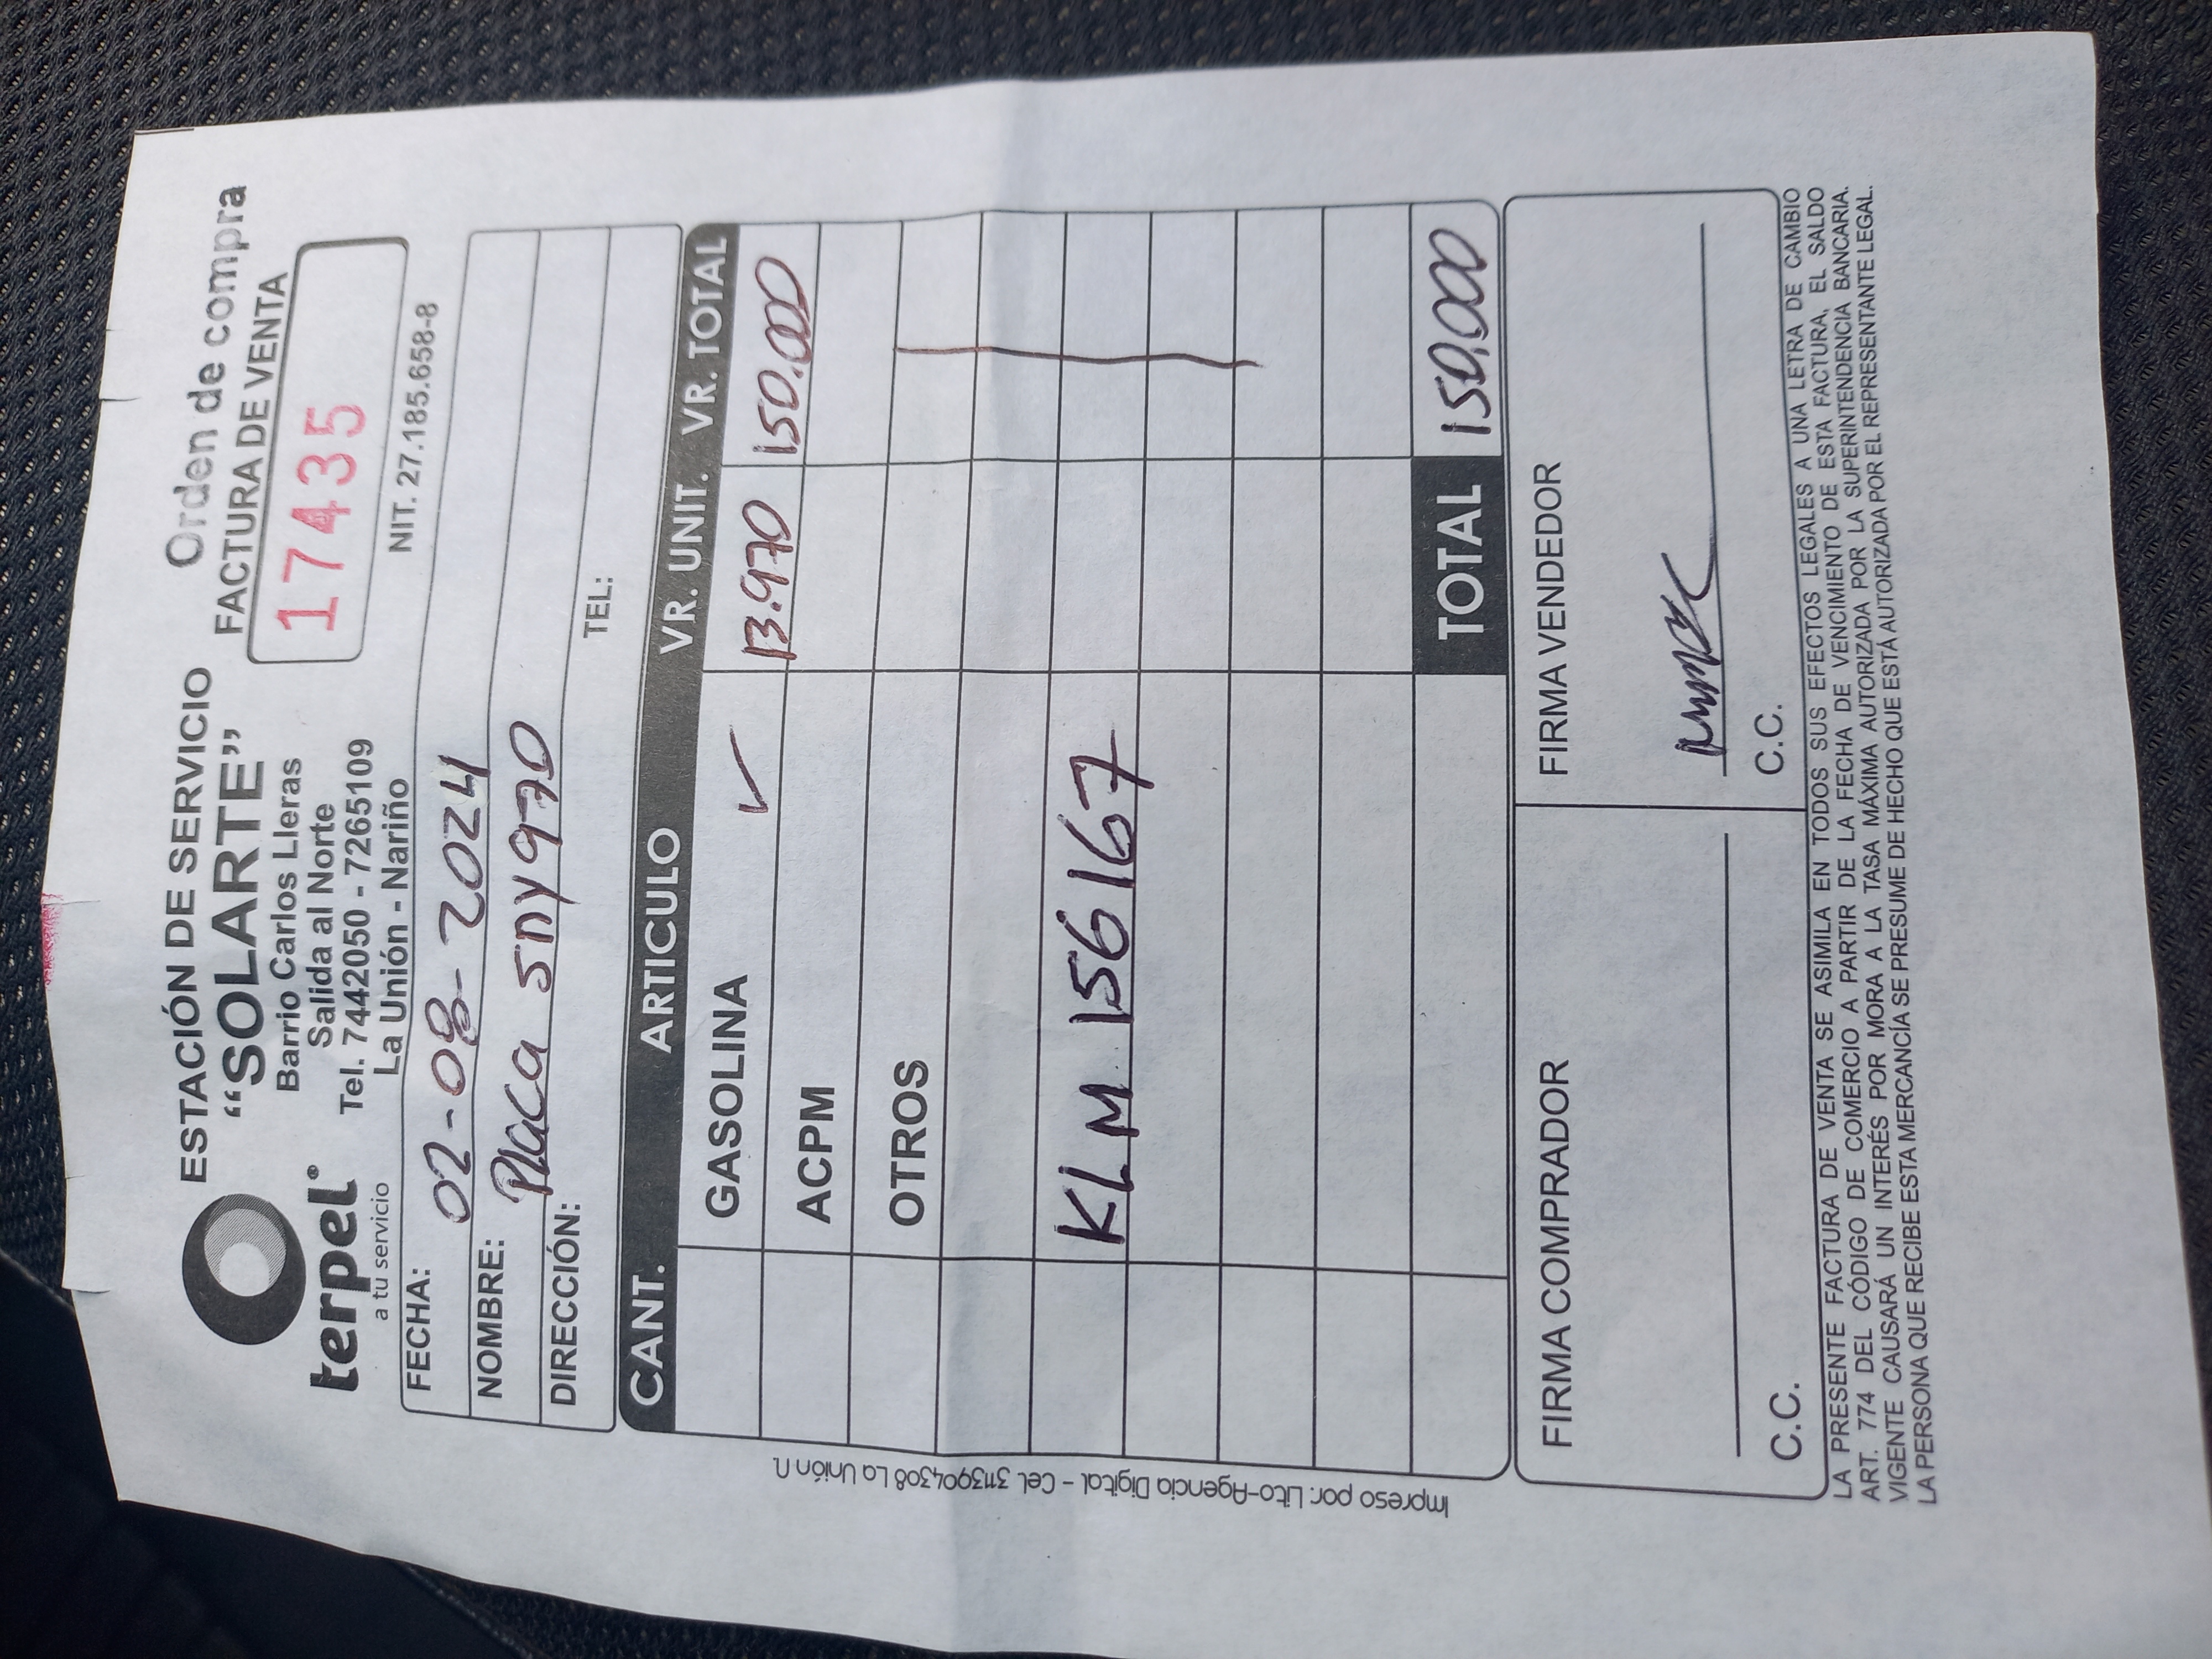 Orden de compra
ESTACIÓN DE SERVICIO
"SOLARTE"
FACTURA DE VENTA
Barrio Carlos Lleras
Salida al Norte
17435
Tel. 7442050 - 7265109
La Unión - Nariño
NIT. 27.185.658-8
terpel
a tu servicio
FECHA: 02-08-2024
NOMBRE: Placa sny970
DIRECCIÓN: TEL:
CANT. ARTICULO VR. UNIT. VR. TOTAL
GASOLINA ✓ 13.970 150.000
ACPM
OTROS
KLM 156167
TOTAL 150.000
FIRMA COMPRADOR FIRMA VENDEDOR
C.C. C.C.
LA PRESENTE FACTURA DE VENTA SE ASIMILA EN TODOS SUS EFECTOS LEGALES A UNA LETRA DE CAMBIO
ART. 774 DEL CÓDIGO DE COMERCIO A PARTIR DE LA FECHA DE VENCIMIENTO DE ESTA FACTURA, EL SALDO
VIGENTE CAUSARÁ UN INTERÉS POR MORA A LA TASA MÁXIMA AUTORIZADA POR LA SUPERINTENDENCIA BANCARIA.
LA PERSONA QUE RECIBE ESTA MERCANCÍA SE PRESUME DE HECHO QUE ESTÁ AUTORIZADA POR EL REPRESENTANTE LEGAL.
Impreso por: Lito-Agencia Digital - Cel. 3113904308 La Unión N.